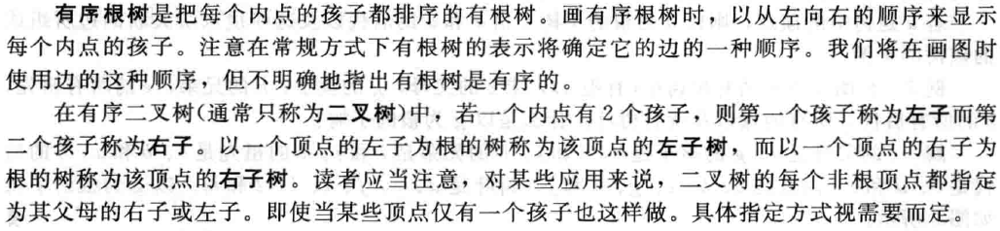 有序根树是把每个内点的孩子都排序的有根树。画有序根树时，以从左向右的顺序来显示
每个内点的孩子。注意在常规方式下有根树的表示将确定它的边的一种顺序。我们将在画图时
使用边的这种顺序，但不明确地指出有根树是有序的。
在有序二叉树(通常只称为二叉树)中，若一个内点有2个孩子，则第一个孩子称为左子而第
二个孩子称为右子。以一个顶点的左子为根的树称为该顶点的左子树，而以一个顶点的右子为
根的树称为该顶点的右子树。读者应当注意，对某些应用来说，二叉树的每个非根顶点都指定
为其父母的右子或左子。即使当某些顶点仅有一个孩子也这样做。具体指定方式视需要而定。